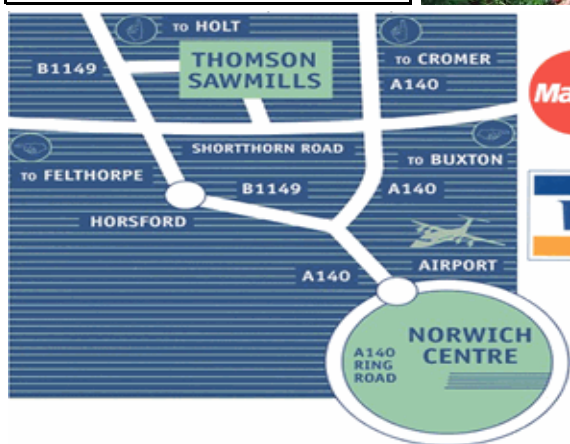 TO HOLT
B1149
THOMSON
SAWMILLS
TO CROMER
A140
SHORTTHORN ROAD
TO BUXTON
TO FELTHORPE
B1149
A140
HORSFORD
AIRPORT
A140
NORWICH
CENTRE
A140
RING
ROAD